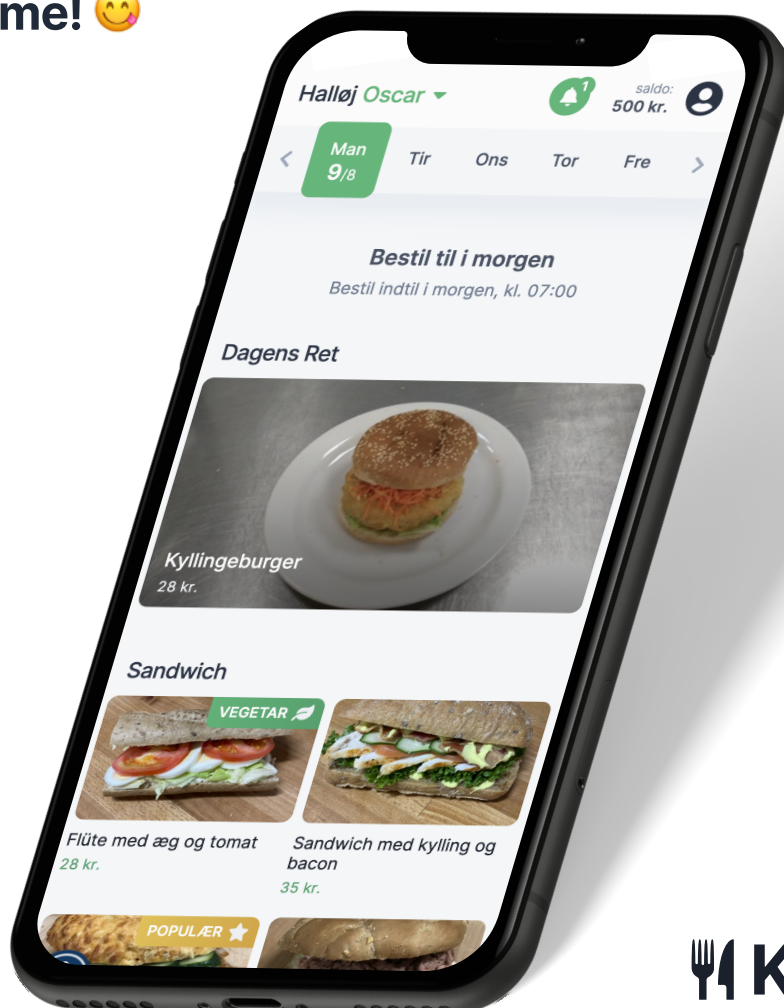 me! 😋
Halløj Oscar
1
saldo:
500 kr.
Man
9/8
Tir
Ons
Tor
Fre
Bestil til i morgen
Bestil indtil i morgen, kl. 07:00
Dagens Ret
Kyllingeburger
28 kr.
Sandwich
VEGETAR
Flüte med æg og tomat
28 kr.
Sandwich med kylling og
bacon
35 kr.
POPULÆR
K